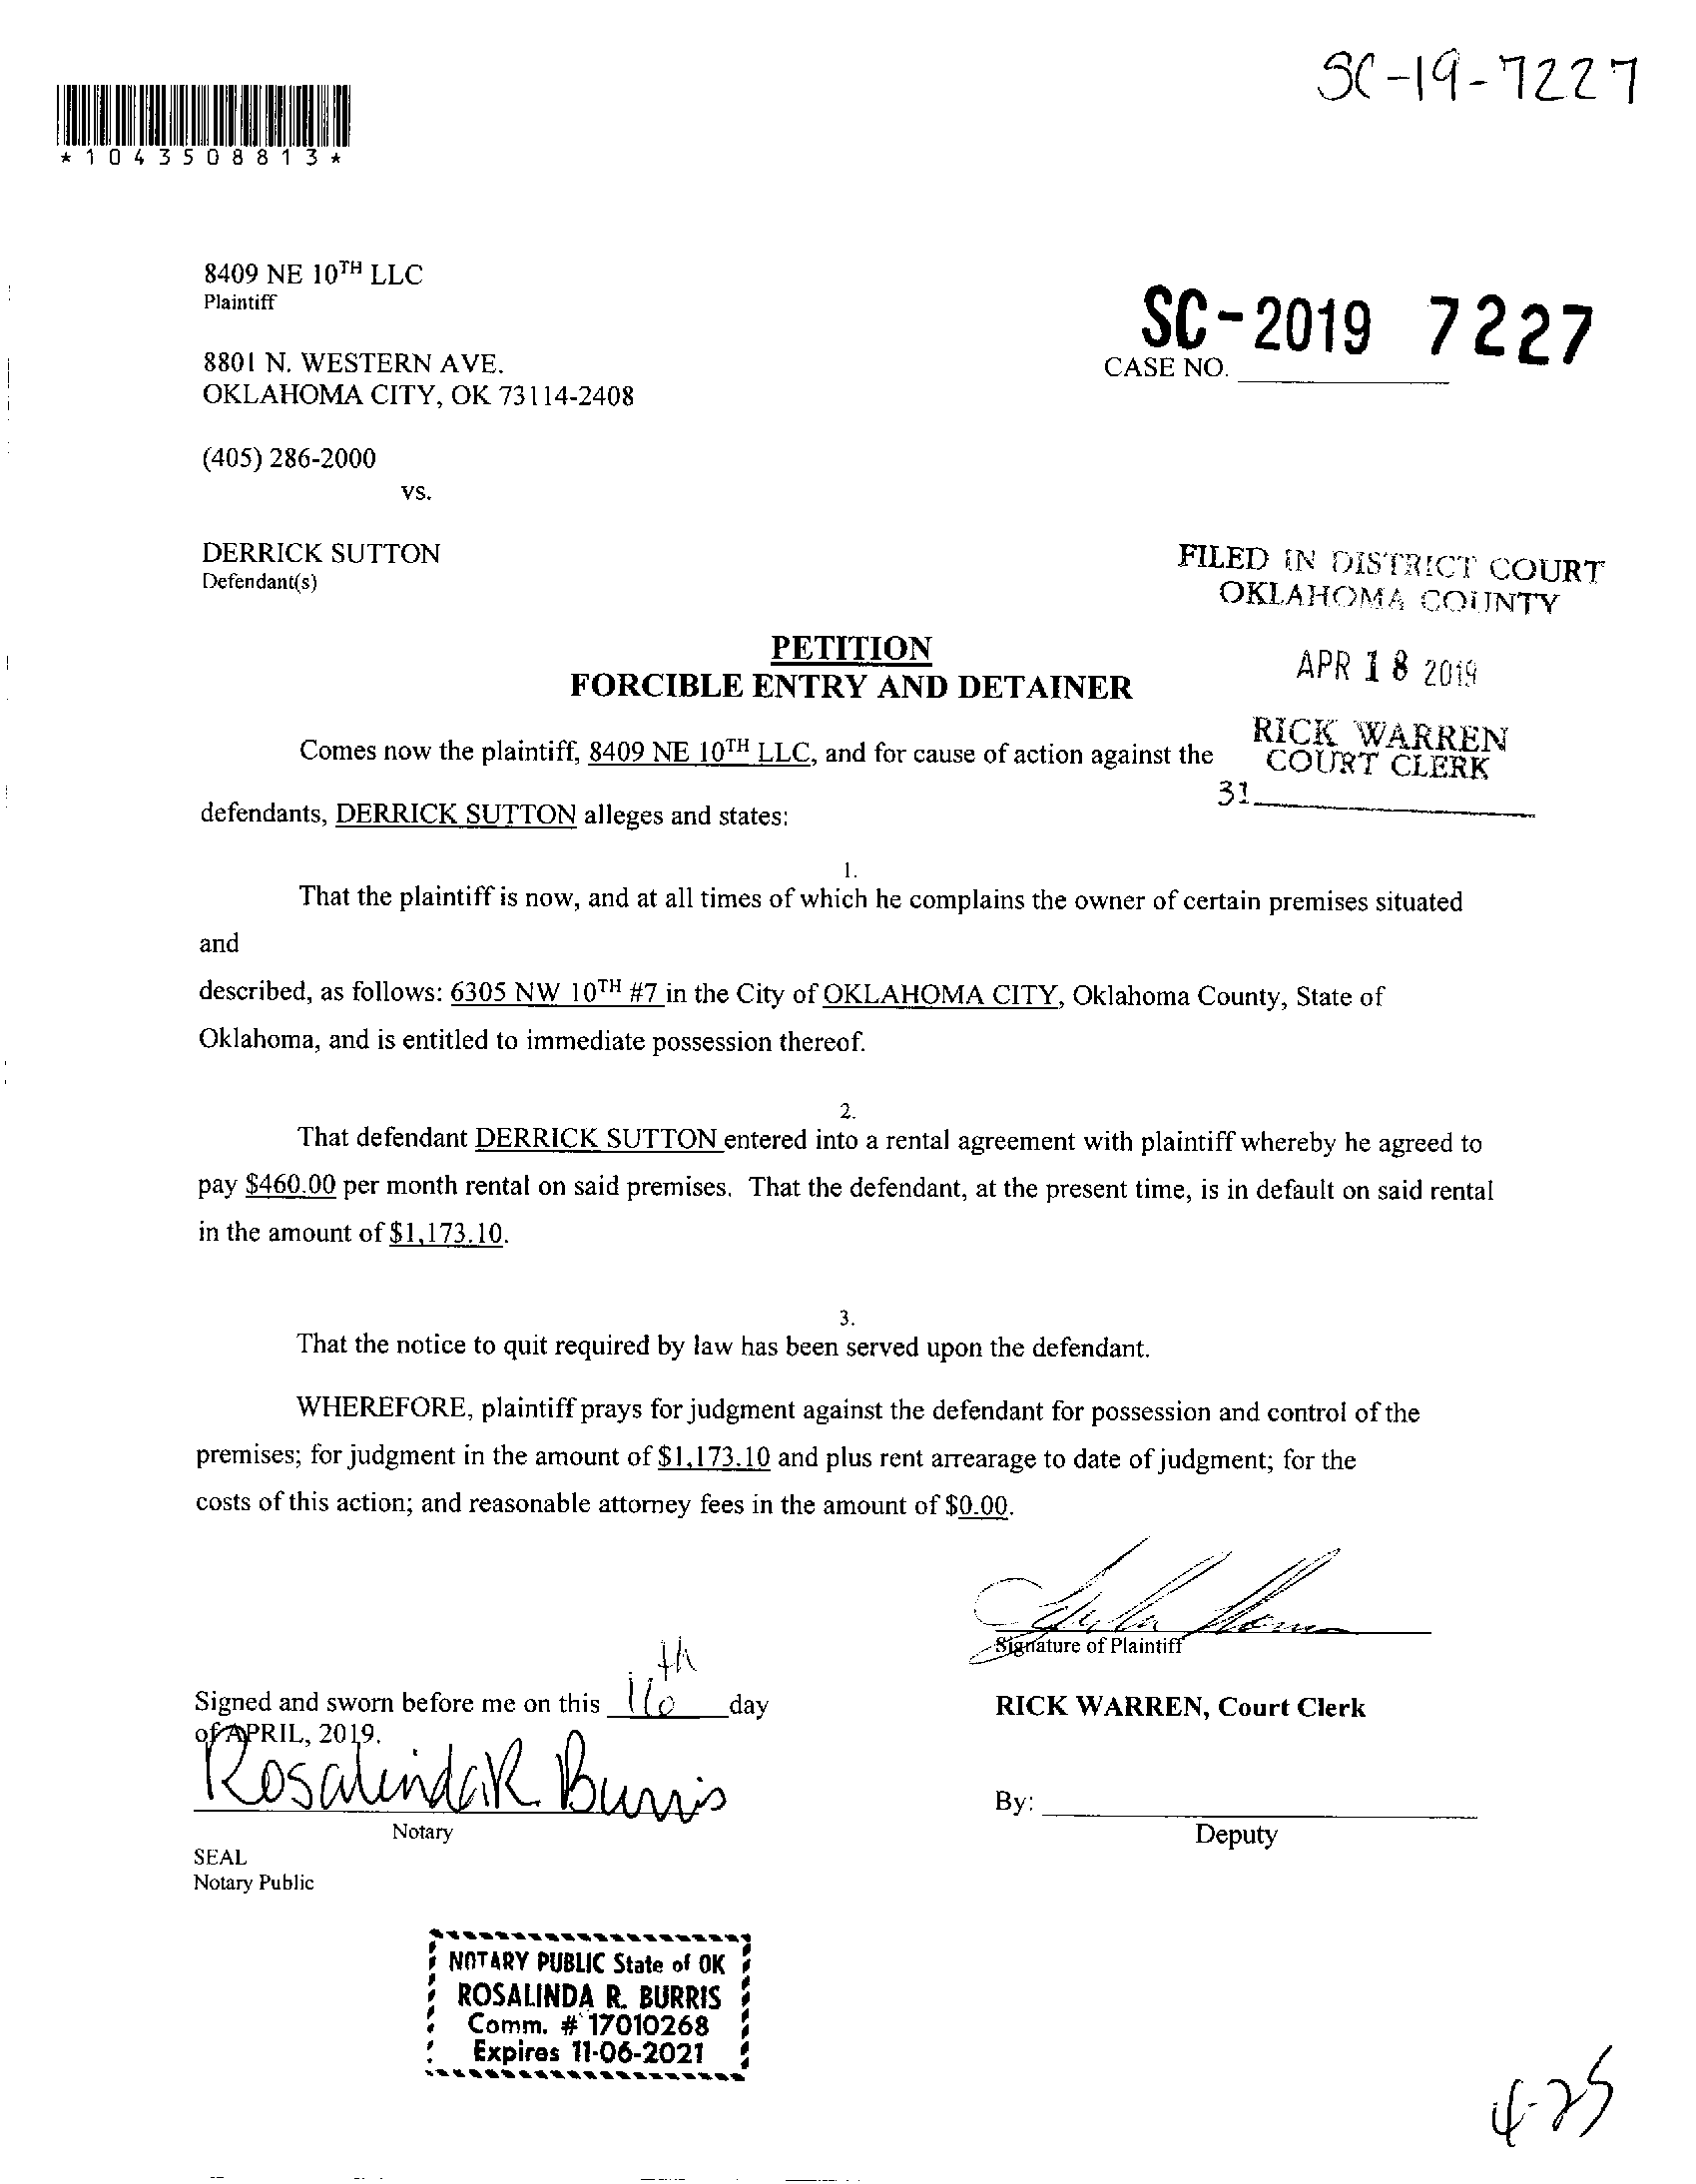 SC-19-7227
*1043508813*
8409 NE 10TH LLC
Plaintiff
SC-2019 7227
CASE NO.
8801 N. WESTERN AVE.
OKLAHOMA CITY, OK 73114-2408
(405) 286-2000
vs.
DERRICK SUTTON
Defendant(s)
FILED IN DISTRICT COURT
OKLAHOMA COUNTY
APR 18 2019
RICK WARREN
COURT CLERK
31
PETITION
FORCIBLE ENTRY AND DETAINER
Comes now the plaintiff, 8409 NE 10TH LLC, and for cause of action against the
defendants, DERRICK SUTTON alleges and states:
1.
That the plaintiff is now, and at all times of which he complains the owner of certain premises situated
and
described, as follows: 6305 NW 10TH #7 in the City of OKLAHOMA CITY, Oklahoma County, State of
Oklahoma, and is entitled to immediate possession thereof.
2.
That defendant DERRICK SUTTON entered into a rental agreement with plaintiff whereby he agreed to
pay $460.00 per month rental on said premises. That the defendant, at the present time, is in default on said rental
in the amount of $1,173.10.
3.
That the notice to quit required by law has been served upon the defendant.
WHEREFORE, plaintiff prays for judgment against the defendant for possession and control of the
premises; for judgment in the amount of $1,173.10 and plus rent arrearage to date of judgment; for the
costs of this action; and reasonable attorney fees in the amount of $0.00.
Signature of Plaintiff
Signed and sworn before me on this 16th day
of APRIL, 2019.
RICK WARREN, Court Clerk
Rosalinda R Burris
By:
Notary
Deputy
SEAL
Notary Public
NOTARY PUBLIC State of OK
ROSALINDA R. BURRIS
Comm. # 17010268
Expires 11-06-2021
4-25